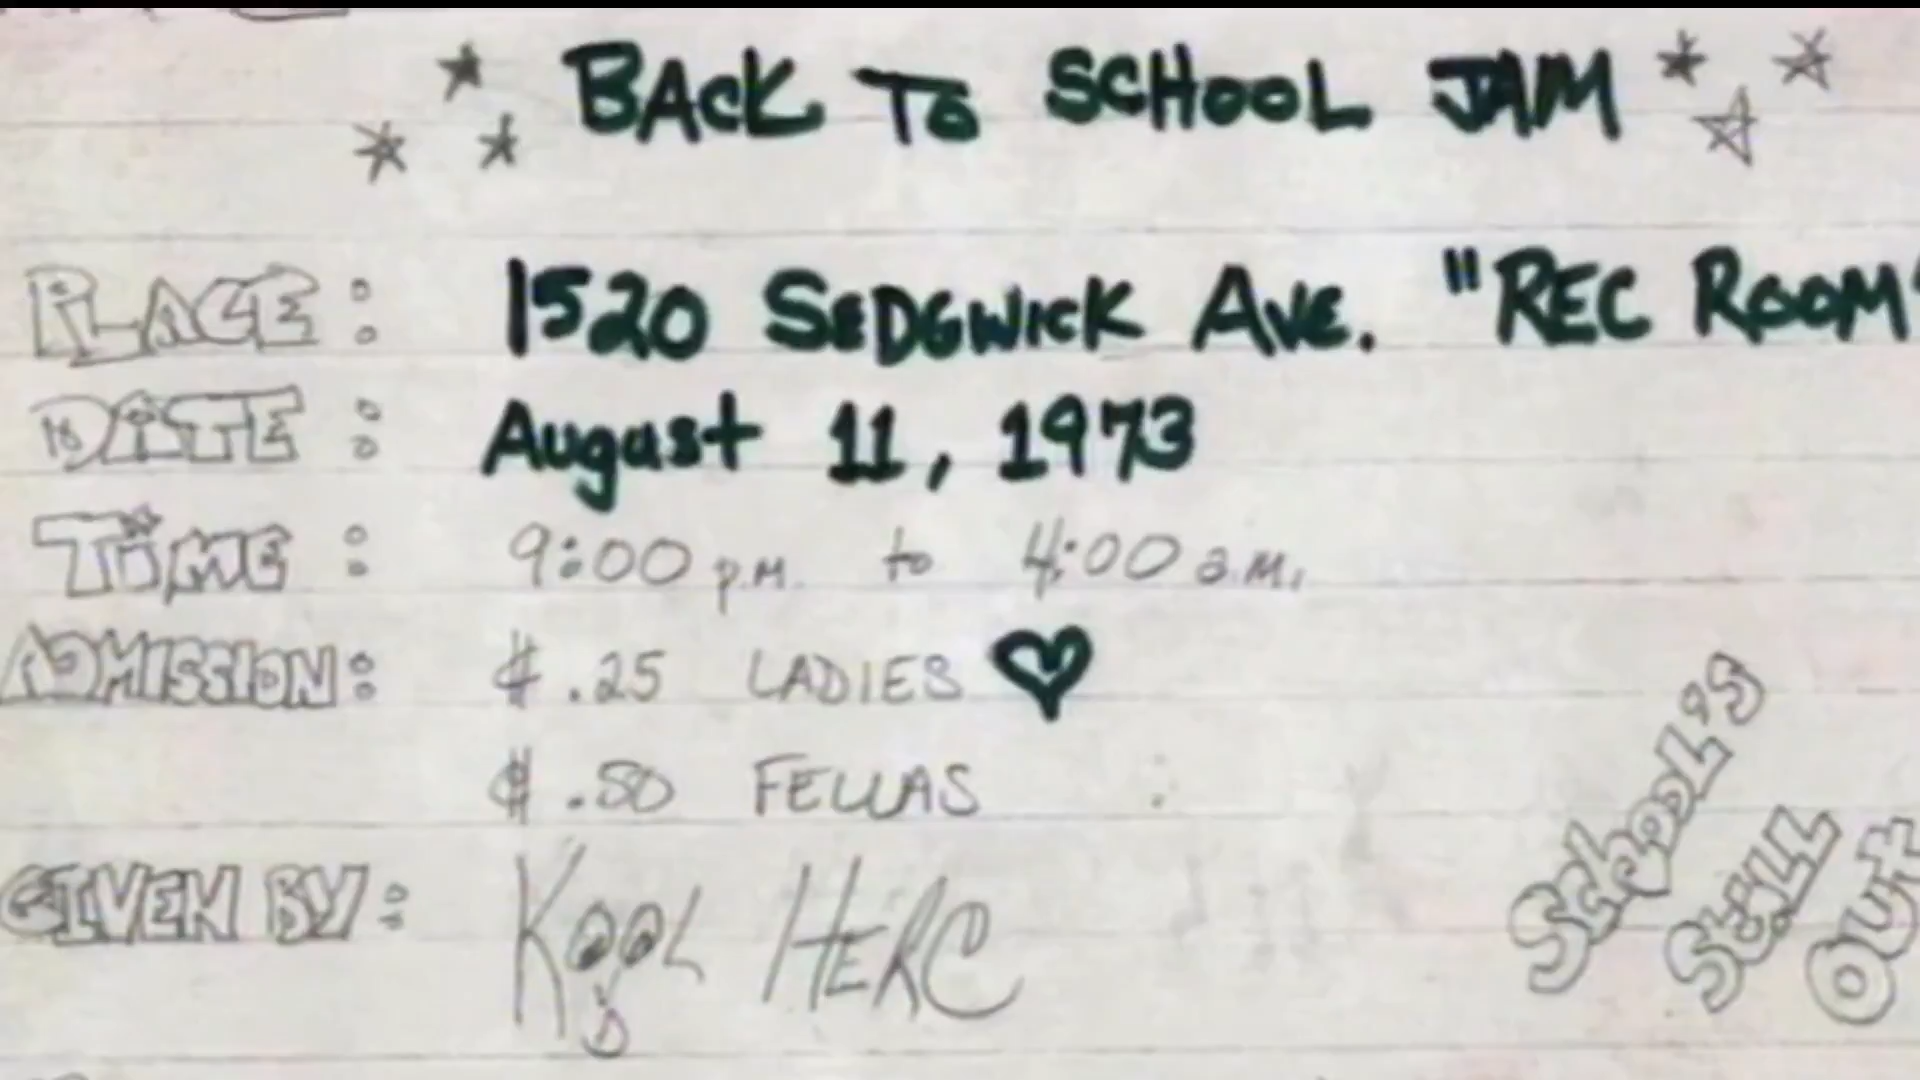 BACK TO SCHOOL JAM
PLACE: 1520 SEDGWICK AVE. "REC ROOM"
DATE: August 11, 1973
TIME: 9:00 p.m. to 4:00 a.m.
ADMISSION: $.25 LADIES
$.50 FELLAS
GIVEN BY: KOOL HERC
SCHOOL'S
STILL
OUT